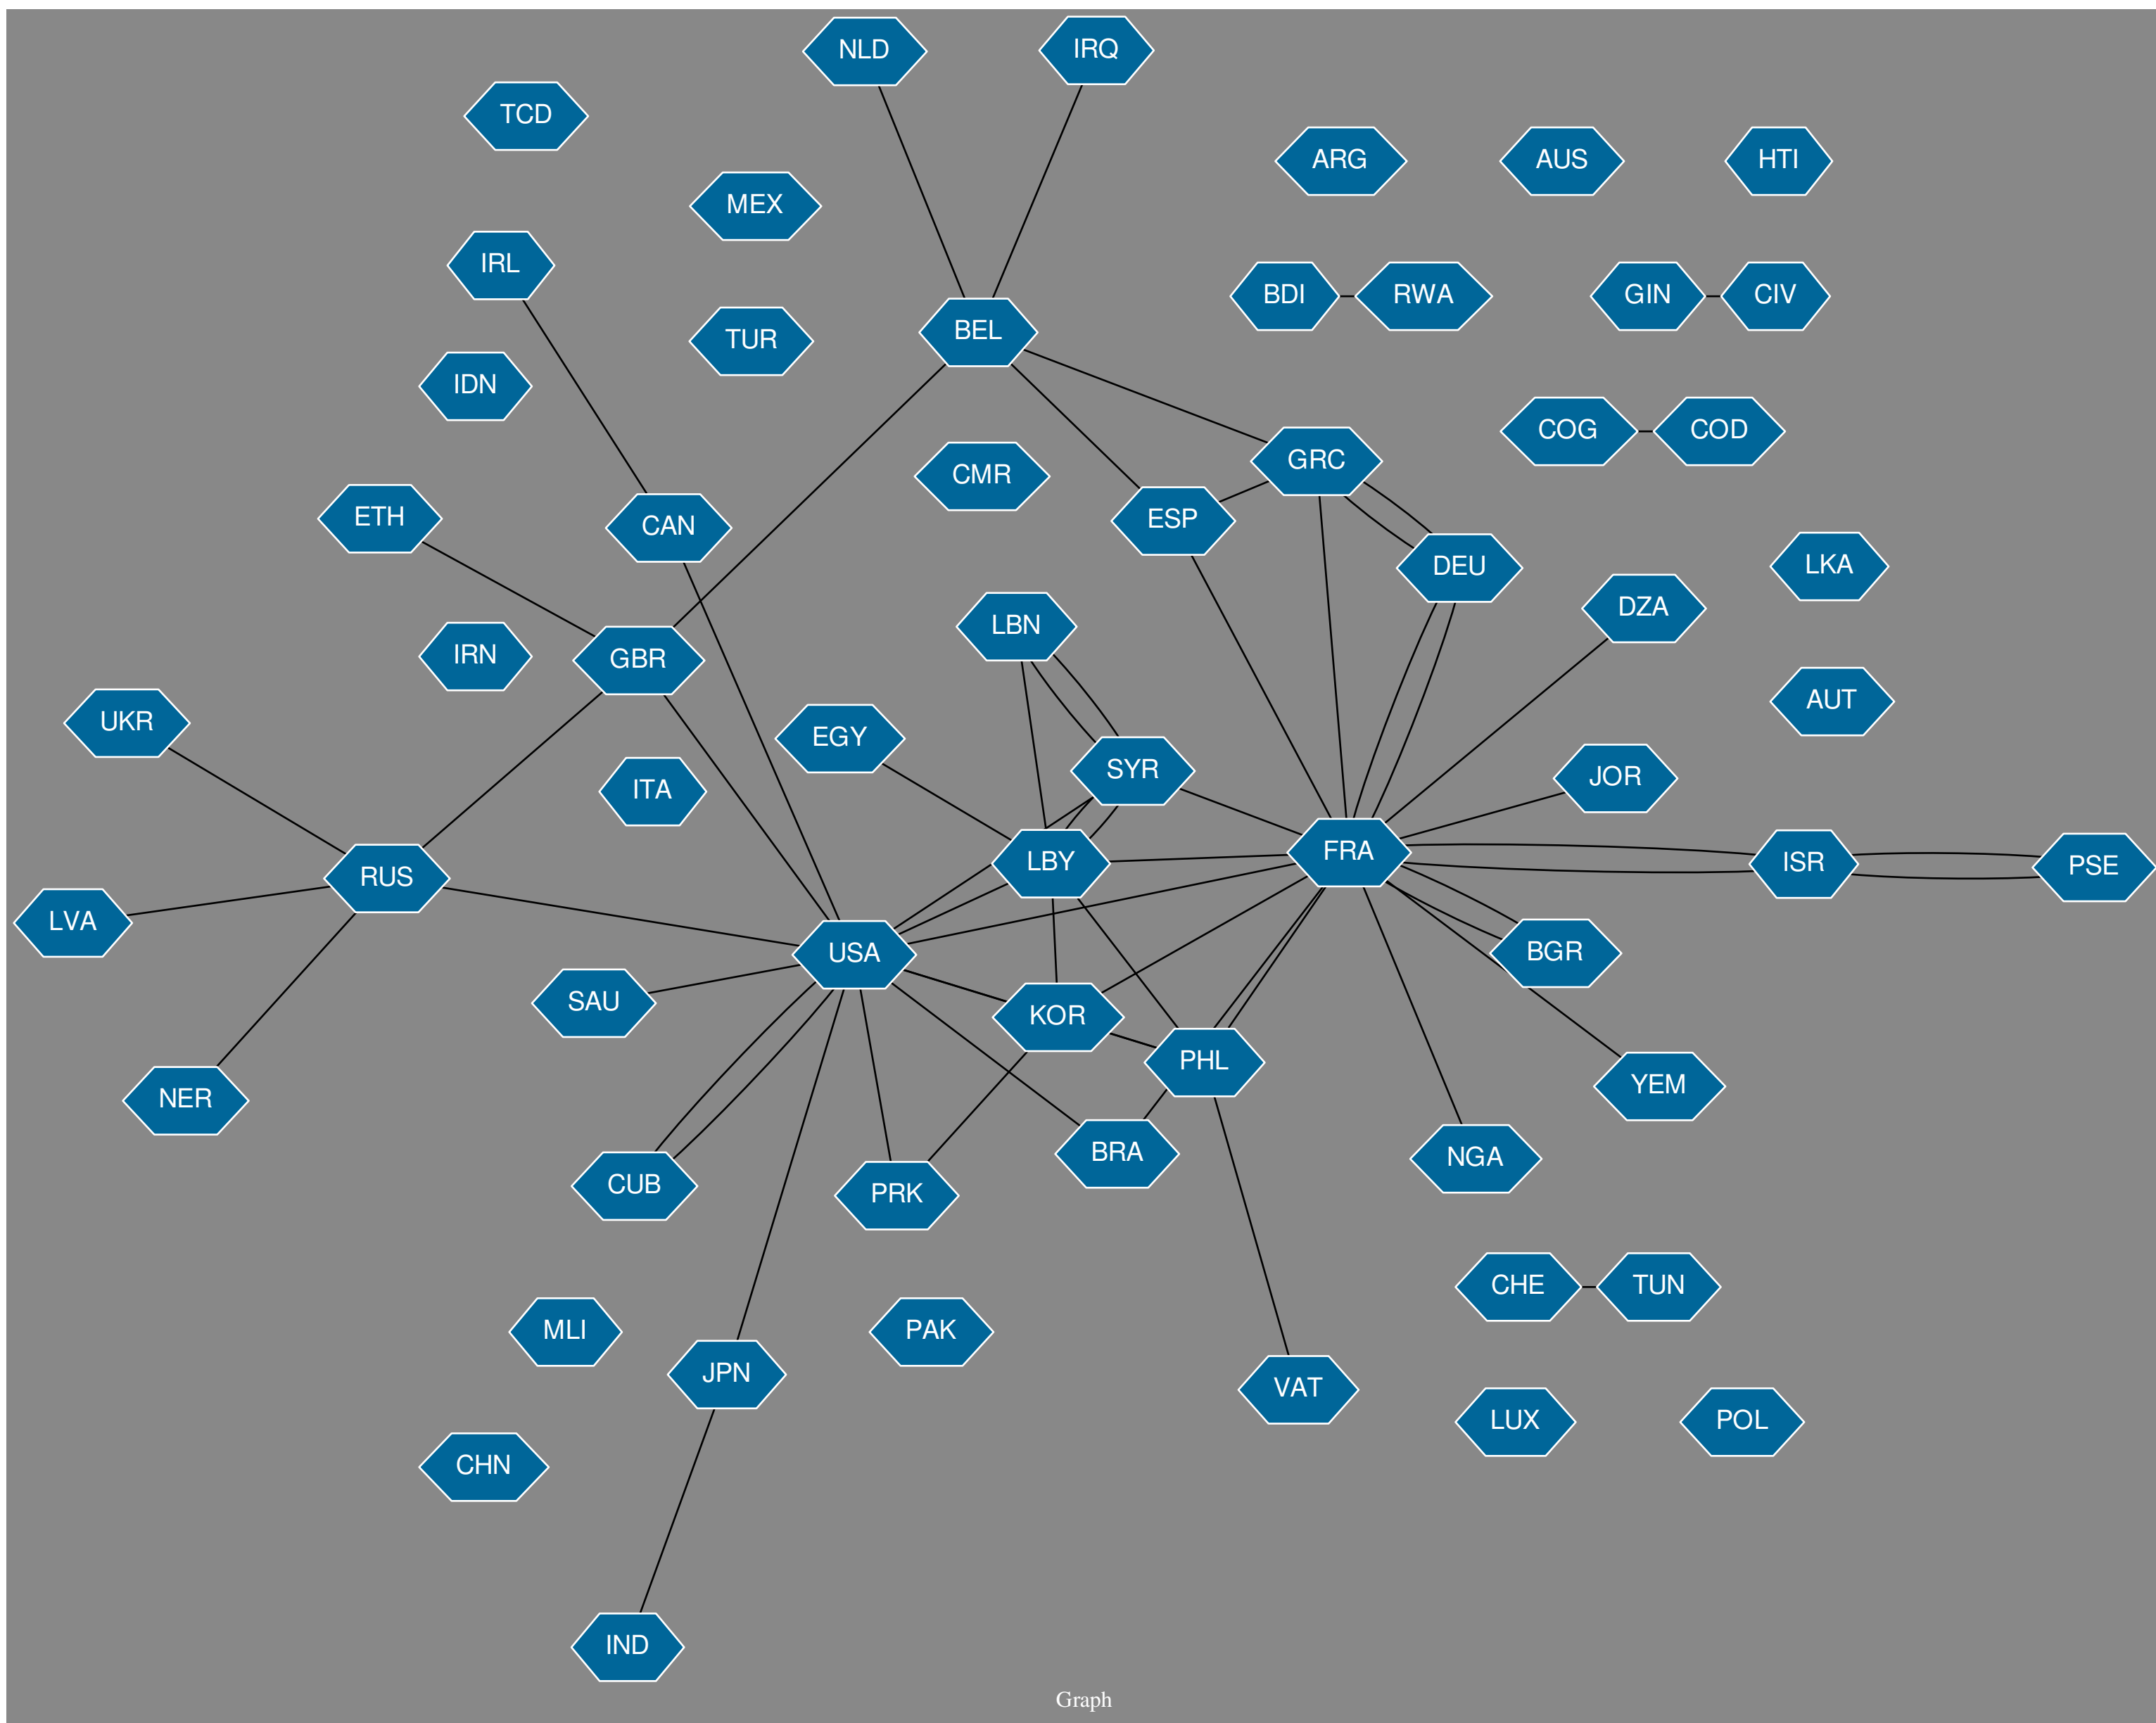 NLD
IRQ
TCD
ARG
AUS
HTI
MEX
IRL
BDI
RWA
GIN
CIV
BEL
TUR
IDN
COG
COD
GRC
CMR
ETH
ESP
CAN
DEU
LKA
DZA
LBN
IRN
GBR
AUT
UKR
EGY
SYR
JOR
ITA
FRA
LBY
ISR
PSE
RUS
LVA
USA
BGR
SAU
KOR
PHL
YEM
NER
BRA
NGA
CUB
PRK
CHE
TUN
MLI
PAK
JPN
VAT
LUX
POL
CHN
IND
Graph